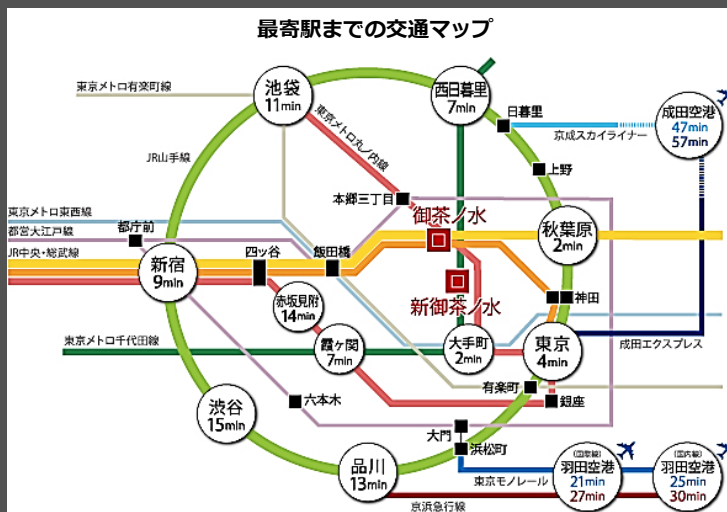 最寄駅までの交通マップ
東京メトロ有楽町線
池袋
11min
西日暮里
7min
日暮里
京成スカイライナー
成田空港
47min
57min
東京メトロ丸ノ内線
JR山手線
上野
本郷三丁目
御茶ノ水
秋葉原
2min
東京メトロ東西線
都営大江戸線
都庁前
JR中央・総武線
新宿
9min
四ッ谷
飯田橋
新御茶ノ水
神田
赤坂見附
14min
霞ヶ関
7min
大手町
2min
東京
4min
成田エクスプレス
東京メトロ千代田線
有楽町
銀座
六本木
渋谷
15min
大門
浜松町
品川
13min
(国際線)
羽田空港
21min
27min
(国内線)
羽田空港
25min
30min
東京モノレール
京浜急行線